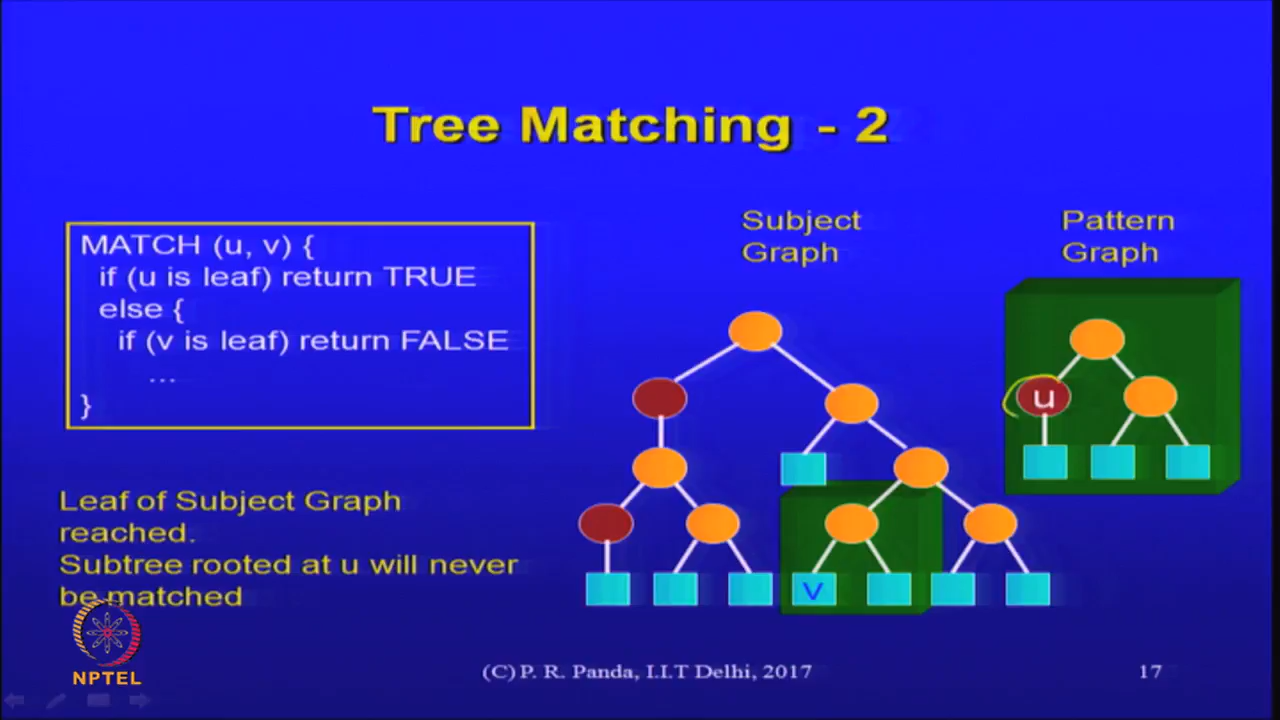 Tree Matching - 2
MATCH (u, v) {
if (u is leaf) return TRUE
else {
if (v is leaf) return FALSE
...
}
Leaf of Subject Graph
reached.
Subtree rooted at u will never
be matched
Subject
Graph
Pattern
Graph
u
v
NPTEL
(C) P. R. Panda, I.I.T Delhi, 2017
17